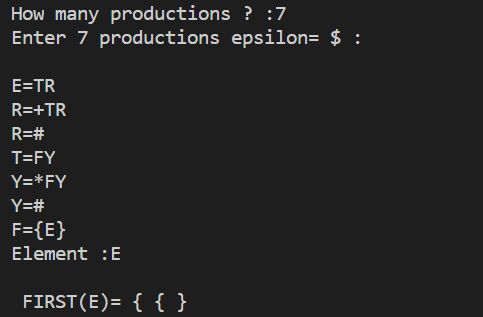 How many productions ? :7
Enter 7 productions epsilon= $ :
E=TR
R=+TR
R=#
T=FY
Y=*FY
Y=#
F={E}
Element :E
FIRST(E)= { { }